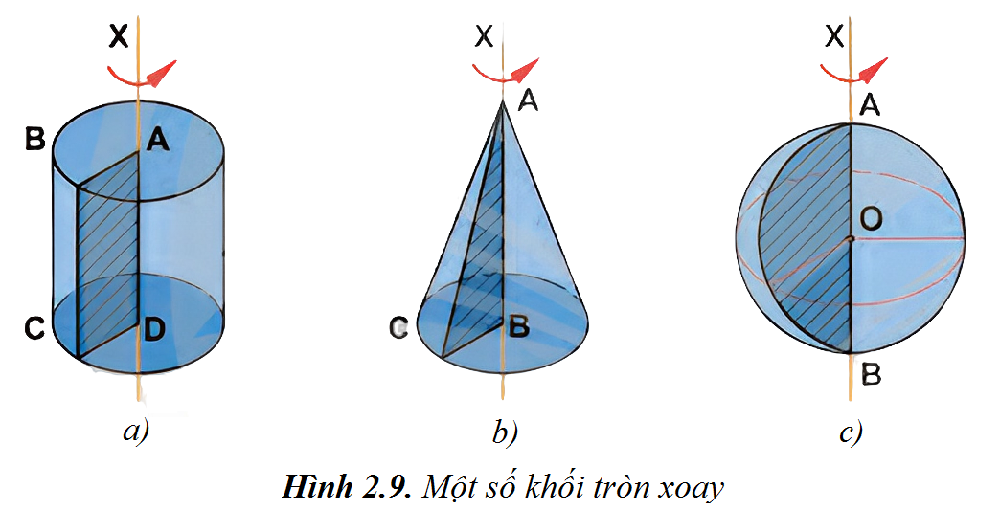 X X X
A A
B A
O
C D C B
B
a) b) c)
Hình 2.9. Một số khối tròn xoay